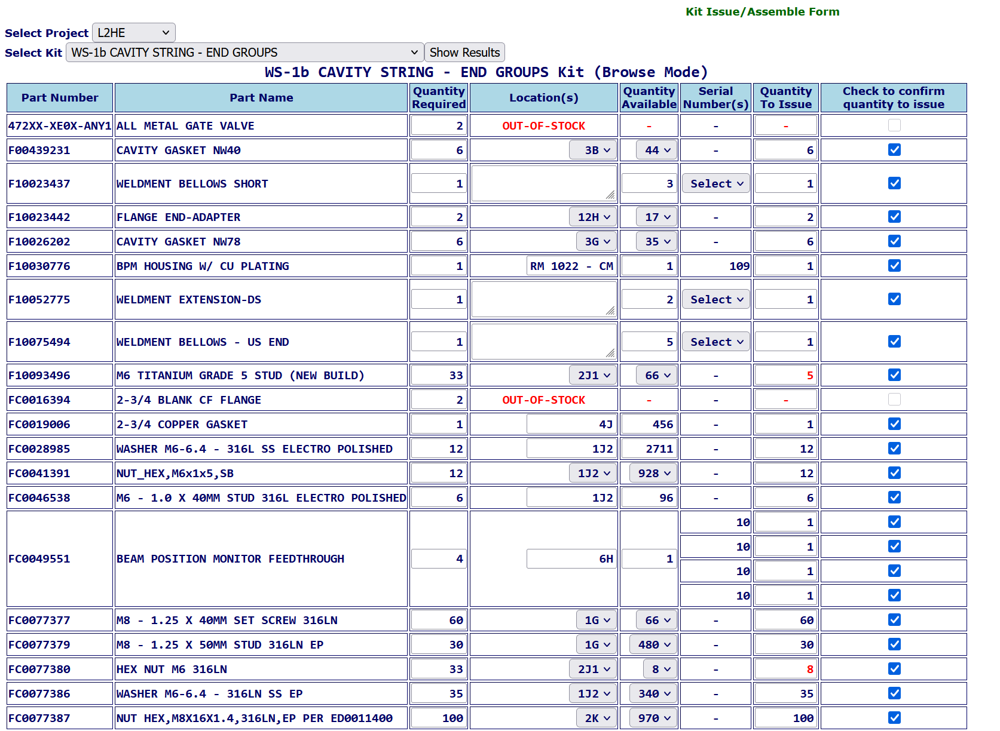 Kit Issue/Assemble Form
Select Project L2HE
Select Kit WS-1b CAVITY STRING - END GROUPS Show Results
WS-1b CAVITY STRING - END GROUPS Kit (Browse Mode)
Part Number Part Name Quantity Required Location(s) Quantity Available Serial Number(s) Quantity To Issue Check to confirm quantity to issue
472XX-XE0X-ANY1 ALL METAL GATE VALVE 2 OUT-OF-STOCK - - -
F00439231 CAVITY GASKET NW40 6 3B 44 - 6
F10023437 WELDMENT BELLOWS SHORT 1 3 Select 1
F10023442 FLANGE END-ADAPTER 2 12H 17 - 2
F10026202 CAVITY GASKET NW78 6 3G 35 - 6
F10030776 BPM HOUSING W/ CU PLATING 1 RM 1022 - CM 1 109 1
F10052775 WELDMENT EXTENSION-DS 1 2 Select 1
F10075494 WELDMENT BELLOWS - US END 1 5 Select 1
F10093496 M6 TITANIUM GRADE 5 STUD (NEW BUILD) 33 2J1 66 - 5
FC0016394 2-3/4 BLANK CF FLANGE 2 OUT-OF-STOCK - - -
FC0019006 2-3/4 COPPER GASKET 1 4J 456 - 1
FC0028985 WASHER M6-6.4 - 316L SS ELECTRO POLISHED 12 1J2 2711 - 12
FC0041391 NUT_HEX,M6x1x5,SB 12 1J2 928 - 12
FC0046538 M6 - 1.0 X 40MM STUD 316L ELECTRO POLISHED 6 1J2 96 - 6
FC0049551 BEAM POSITION MONITOR FEEDTHROUGH 4 6H 1 10 1
10 1
10 1
10 1
FC0077377 M8 - 1.25 X 40MM SET SCREW 316LN 60 1G 66 - 60
FC0077379 M8 - 1.25 X 50MM STUD 316LN EP 30 1G 480 - 30
FC0077380 HEX NUT M6 316LN 33 2J1 8 - 8
FC0077386 WASHER M6-6.4 - 316LN SS EP 35 1J2 340 - 35
FC0077387 NUT HEX,M8X16X1.4,316LN,EP PER ED0011400 100 2K 970 - 100